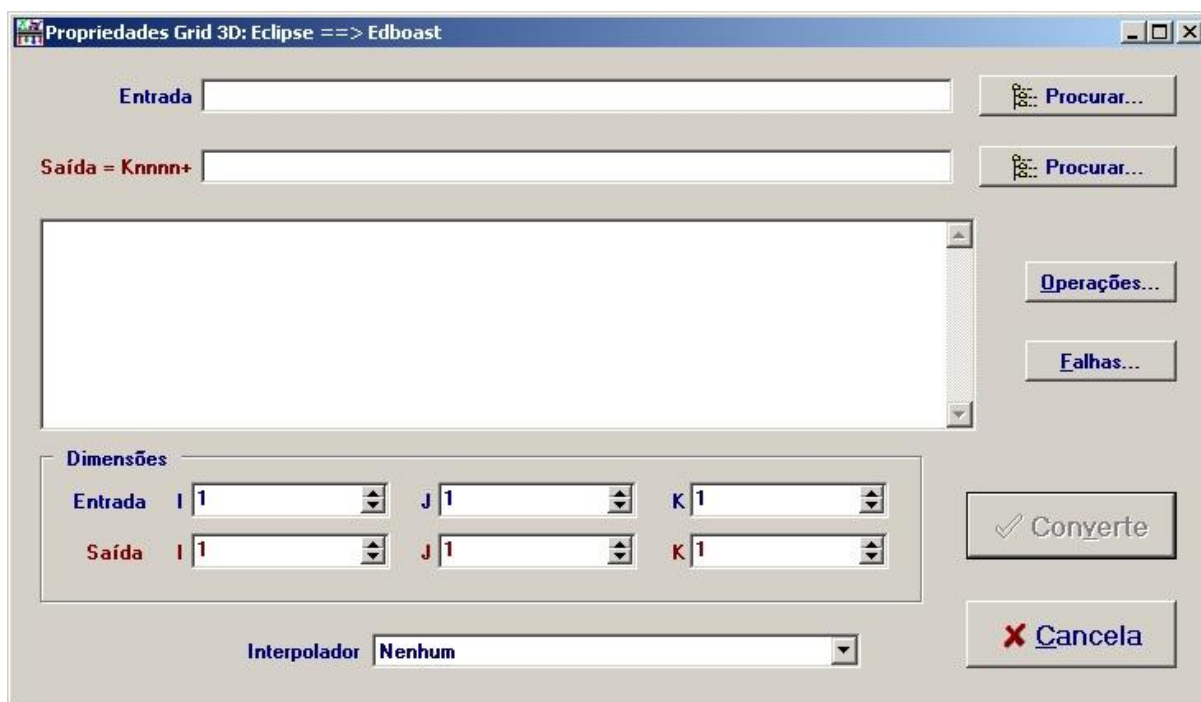 Propriedades Grid 3D: Eclipse ==> Edboast
Entrada
Procurar...
Saída = Knnnn+
Procurar...
Operações...
Falhas...
Dimensões
Entrada I 1 J 1 K 1
Saída I 1 J 1 K 1
Converte
Interpolador Nenhum
Cancela